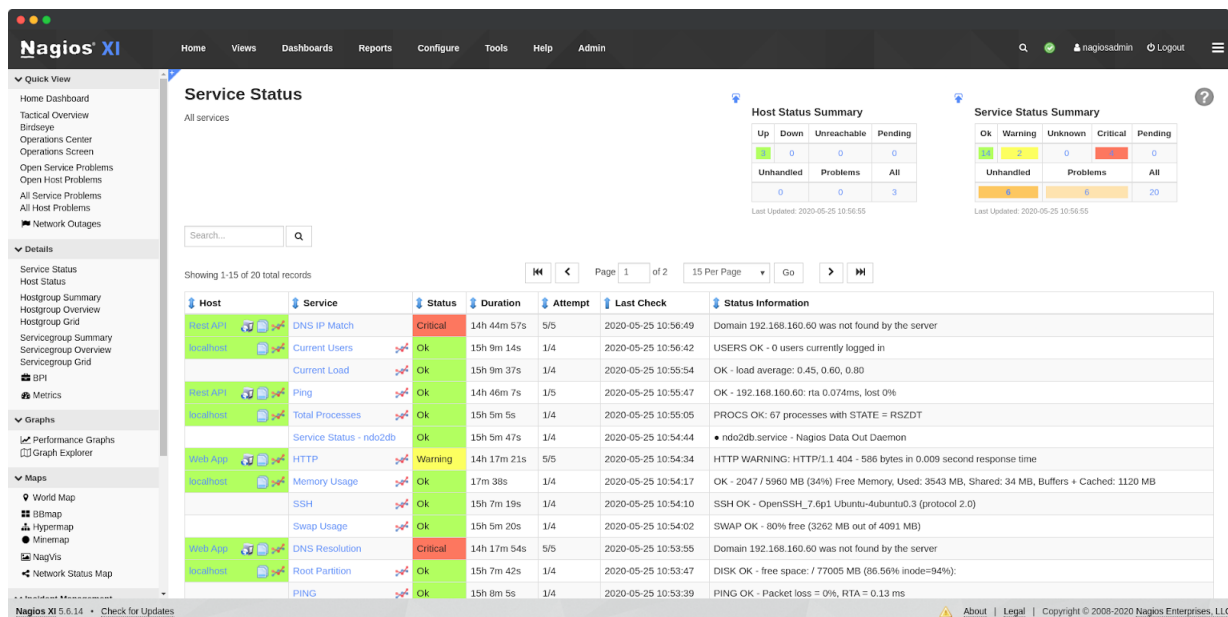 Nagios® XI
Home Views Dashboards Reports Configure Tools Help Admin
nagiosadmin Logout
Quick View
Home Dashboard
Tactical Overview
Birdseye
Operations Center
Operations Screen
Open Service Problems
Open Host Problems
All Service Problems
All Host Problems
Network Outages
Details
Service Status
Host Status
Hostgroup Summary
Hostgroup Overview
Hostgroup Grid
Servicegroup Summary
Servicegroup Overview
Servicegroup Grid
BPI
Metrics
Graphs
Performance Graphs
Graph Explorer
Maps
World Map
BBmap
Hypermap
Minemap
NagVis
Network Status Map
Incident Management
Service Status
All services
Host Status Summary
Up Down Unreachable Pending
3 0 0 0
Unhandled Problems All
0 0 3
Last Updated: 2020-05-25 10:56:55
Service Status Summary
Ok Warning Unknown Critical Pending
14 2 0 0
Unhandled Problems All
6 6 20
Last Updated: 2020-05-25 10:56:55
?
Search...
Showing 1-15 of 20 total records
Page 1 of 2 15 Per Page Go
Host Service Status Duration Attempt Last Check Status Information
Rest API DNS IP Match Critical 14h 44m 57s 5/5 2020-05-25 10:56:49 Domain 192.168.160.60 was not found by the server
localhost Current Users Ok 15h 9m 14s 1/4 2020-05-25 10:56:42 USERS OK - 0 users currently logged in
Current Load Ok 15h 9m 37s 1/4 2020-05-25 10:55:54 OK - load average: 0.45, 0.60, 0.80
Rest API Ping Ok 14h 46m 7s 1/5 2020-05-25 10:55:47 OK - 192.168.160.60: rta 0.074ms, lost 0%
localhost Total Processes Ok 15h 5m 5s 1/4 2020-05-25 10:55:05 PROCS OK: 67 processes with STATE = RSZDT
Service Status - ndo2db Ok 15h 5m 47s 1/4 2020-05-25 10:54:44 ● ndo2db.service - Nagios Data Out Daemon
Web App HTTP Warning 14h 17m 21s 5/5 2020-05-25 10:54:34 HTTP WARNING: HTTP/1.1 404 - 586 bytes in 0.009 second response time
localhost Memory Usage Ok 17m 38s 1/4 2020-05-25 10:54:17 OK - 2047 / 5960 MB (34%) Free Memory, Used: 3543 MB, Shared: 34 MB, Buffers + Cached: 1120 MB
SSH Ok 15h 7m 19s 1/4 2020-05-25 10:54:10 SSH OK - OpenSSH_7.6p1 Ubuntu-4ubuntu0.3 (protocol 2.0)
Swap Usage Ok 15h 5m 20s 1/4 2020-05-25 10:54:02 SWAP OK - 80% free (3262 MB out of 4091 MB)
Web App DNS Resolution Critical 14h 17m 54s 5/5 2020-05-25 10:53:55 Domain 192.168.160.60 was not found by the server
localhost Root Partition Ok 15h 7m 42s 1/4 2020-05-25 10:53:47 DISK OK - free space: / 77005 MB (86.56% inode=94%):
PING Ok 15h 8m 5s 1/4 2020-05-25 10:53:39 PING OK - Packet loss = 0%, RTA = 0.13 ms
Nagios XI 5.6.14 • Check for Updates
About | Legal | Copyright © 2008-2020 Nagios Enterprises, LLC